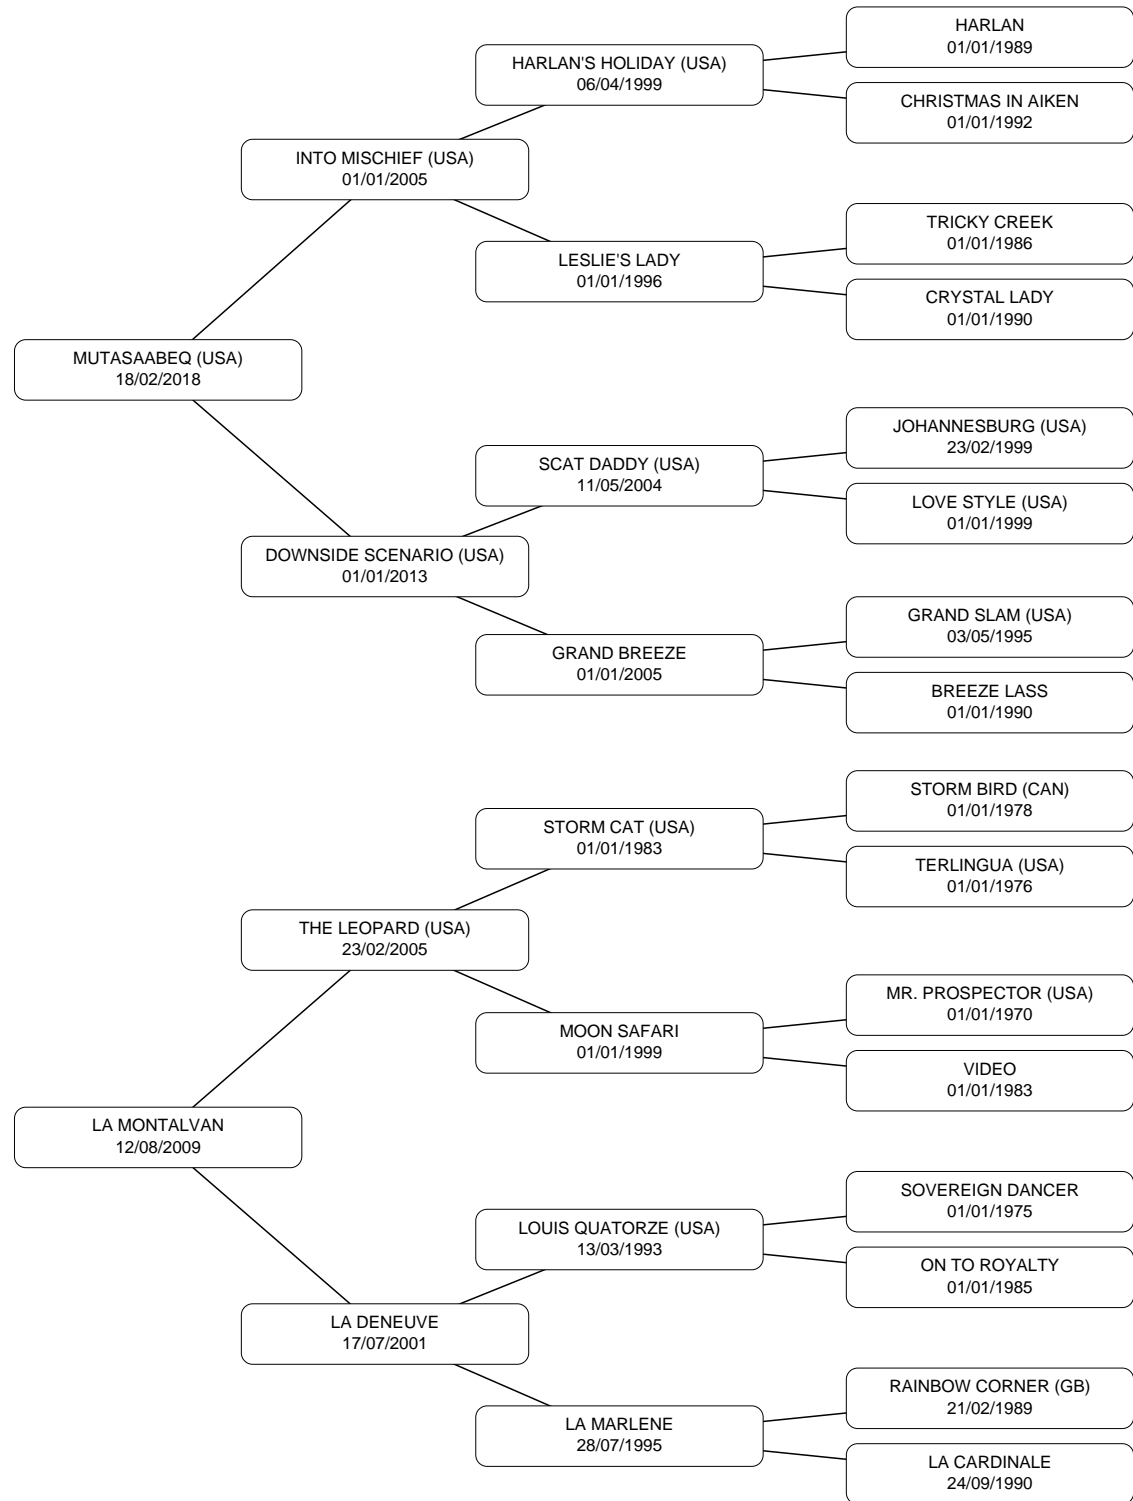 HARLAN
01/01/1989
HARLAN'S HOLIDAY (USA)
06/04/1999
CHRISTMAS IN AIKEN
01/01/1992
INTO MISCHIEF (USA)
01/01/2005
TRICKY CREEK
01/01/1986
LESLIE'S LADY
01/01/1996
CRYSTAL LADY
01/01/1990
MUTASAABEQ (USA)
18/02/2018
JOHANNESBURG (USA)
23/02/1999
SCAT DADDY (USA)
11/05/2004
LOVE STYLE (USA)
01/01/1999
DOWNSIDE SCENARIO (USA)
01/01/2013
GRAND SLAM (USA)
03/05/1995
GRAND BREEZE
01/01/2005
BREEZE LASS
01/01/1990
STORM BIRD (CAN)
01/01/1978
STORM CAT (USA)
01/01/1983
TERLINGUA (USA)
01/01/1976
THE LEOPARD (USA)
23/02/2005
MR. PROSPECTOR (USA)
01/01/1970
MOON SAFARI
01/01/1999
VIDEO
01/01/1983
LA MONTALVAN
12/08/2009
SOVEREIGN DANCER
01/01/1975
LOUIS QUATORZE (USA)
13/03/1993
ON TO ROYALTY
01/01/1985
LA DENEUVE
17/07/2001
RAINBOW CORNER (GB)
21/02/1989
LA MARLENE
28/07/1995
LA CARDINALE
24/09/1990